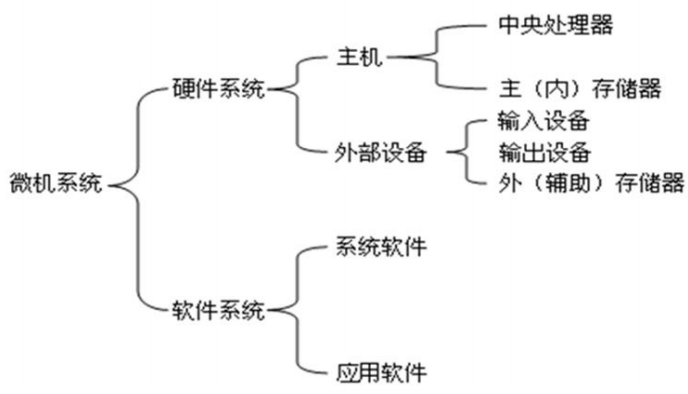 中央处理器
主机
硬件系统
主（内）存储器
输入设备
外部设备
输出设备
微机系统
外（辅助）存储器
系统软件
软件系统
应用软件